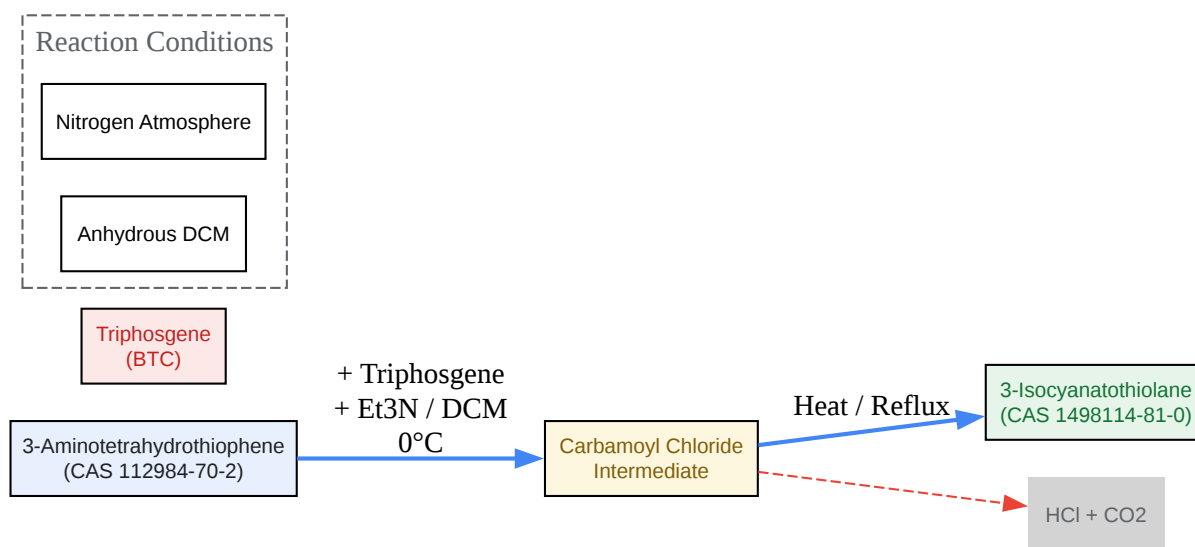 Reaction Conditions
Nitrogen Atmosphere
Anhydrous DCM
Triphosgene
(BTC)
3-Aminotetrahydrothiophene
(CAS 112984-70-2)
+ Triphosgene
+ Et3N / DCM
0°C
Carbamoyl Chloride
Intermediate
Heat / Reflux
3-Isocyanatothiolane
(CAS 1498114-81-0)
HCl + CO2